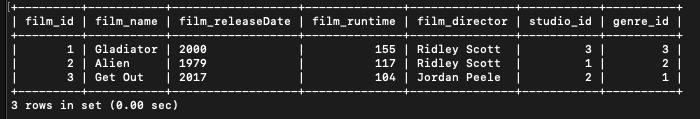 +---------+-----------+------------------+--------------+---------------+-----------+----------+
| film_id | film_name | film_releaseDate | film_runtime | film_director | studio_id | genre_id |
+---------+-----------+------------------+--------------+---------------+-----------+----------+
|       1 | Gladiator | 2000             |          155 | Ridley Scott  |         3 |        3 |
|       2 | Alien     | 1979             |          117 | Ridley Scott  |         1 |        2 |
|       3 | Get Out   | 2017             |          104 | Jordan Peele  |         2 |        1 |
+---------+-----------+------------------+--------------+---------------+-----------+----------+
3 rows in set (0.00 sec)